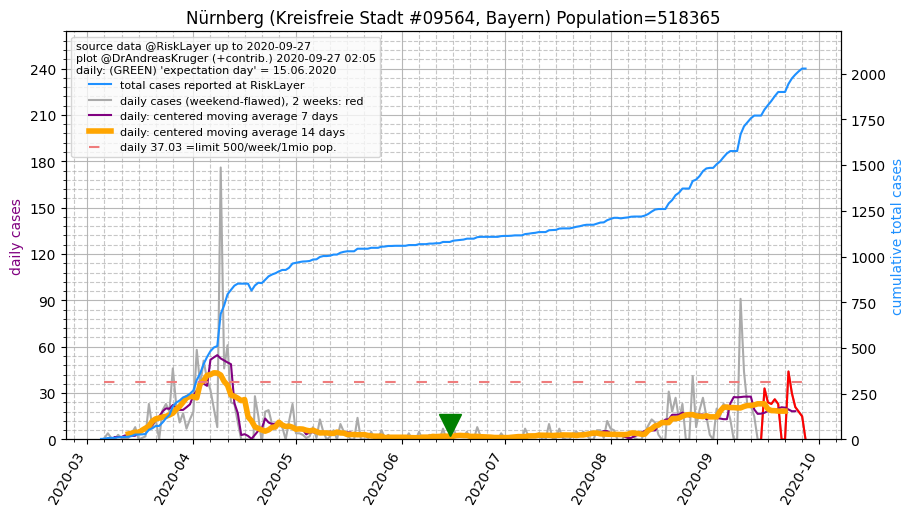 Nürnberg (Kreisfreie Stadt #09564, Bayern) Population=518365
source data @RiskLayer up to 2020-09-27
plot @DrAndreasKruger (+contrib.) 2020-09-27 02:05
daily: (GREEN) 'expectation day' = 15.06.2020
total cases reported at RiskLayer
daily cases (weekend-flawed), 2 weeks: red
daily: centered moving average 7 days
daily: centered moving average 14 days
daily 37.03 =limit 500/week/1mio pop.
daily cases
240
210
180
150
120
90
60
30
0
cumulative total cases
2000
1750
1500
1250
1000
750
500
250
0
2020-03
2020-04
2020-05
2020-06
2020-07
2020-08
2020-09
2020-10